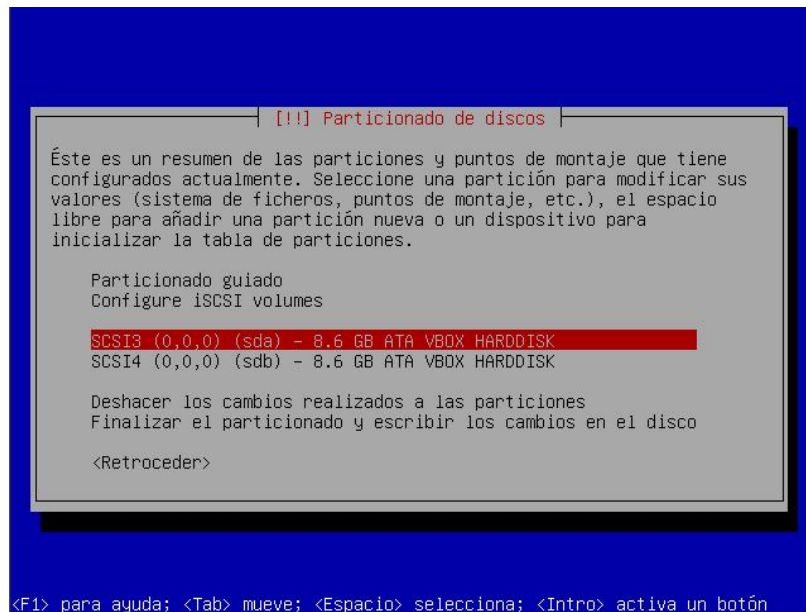 [!!] Particionado de discos
Éste es un resumen de las particiones y puntos de montaje que tiene
configurados actualmente. Seleccione una partición para modificar sus
valores (sistema de ficheros, puntos de montaje, etc.), el espacio
libre para añadir una partición nueva o un dispositivo para
inicializar la tabla de particiones.
Particionado guiado
Configure iSCSI volumes
SCSI3 (0,0,0) (sda) – 8.6 GB ATA VBOX HARDDISK
SCSI4 (0,0,0) (sdb) – 8.6 GB ATA VBOX HARDDISK
Deshacer los cambios realizados a las particiones
Finalizar el particionado y escribir los cambios en el disco
<Retroceder>
<F1> para ayuda; <Tab> mueve; <Espacio> selecciona; <Intro> activa un botón